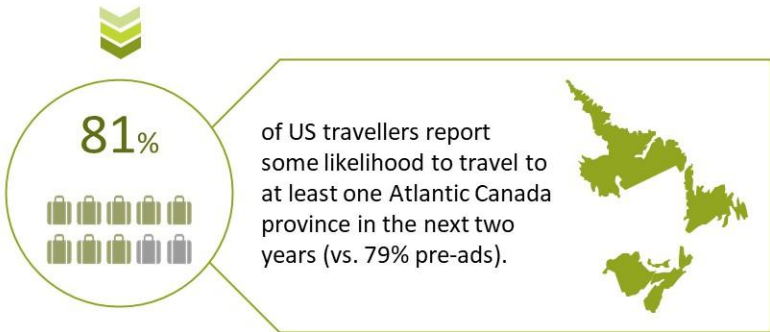 81%
of US travellers report
some likelihood to travel to
at least one Atlantic Canada
province in the next two
years (vs. 79% pre-ads).